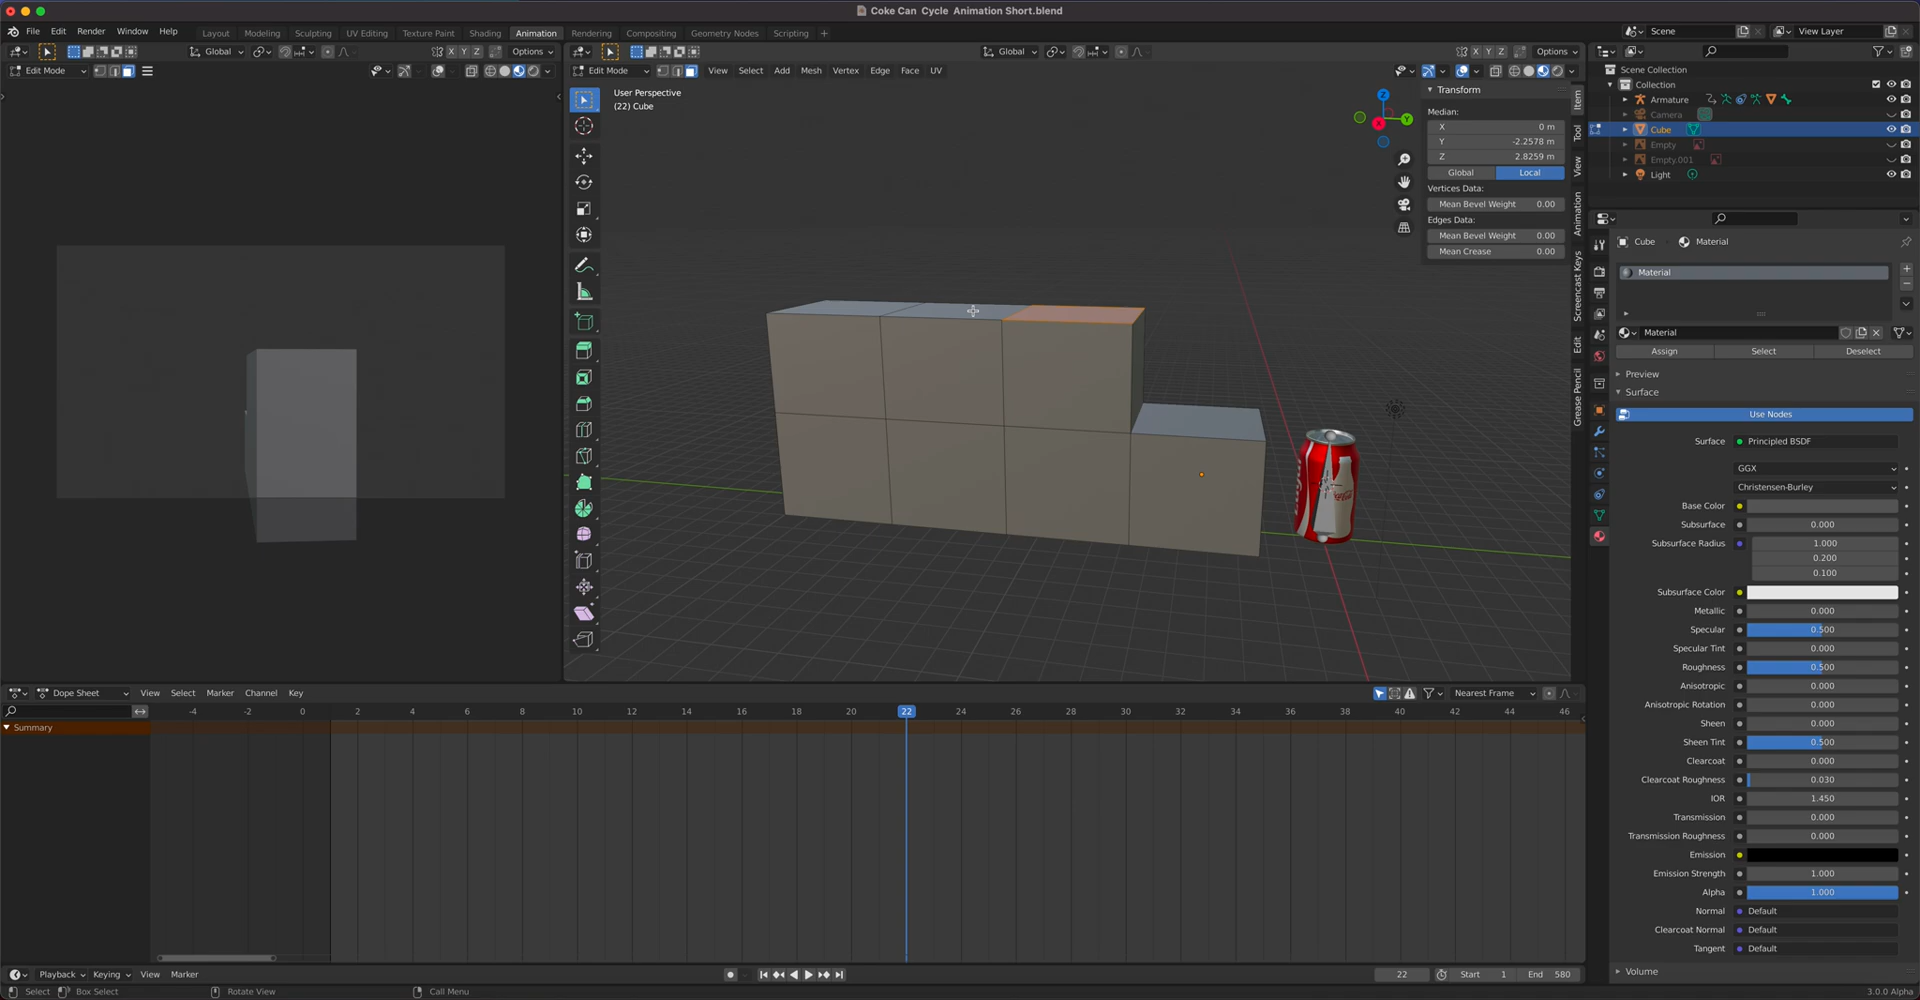 Coke Can Cycle Animation Short.blend
File Edit Render Window Help Layout Modeling Sculpting UV Editing Texture Paint Shading Animation Rendering Compositing Geometry Nodes Scripting + Scene View Layer
Global Options Global X Y Z Options
Edit Mode Edit Mode View Select Add Mesh Vertex Edge Face UV
User Perspective
(22) Cube
Z
Y
X
Transform
Median:
X 0 m
Y -2.2578 m
Z 2.8259 m
Global Local
Vertices Data:
Mean Bevel Weight 0.00
Edges Data:
Mean Bevel Weight 0.00
Mean Crease 0.00
Item
Tool
View
Animation
Screencast Keys
Edit
Grease Pencil
Scene Collection
Collection
Armature
Camera
Cube
Empty
Empty.001
Light
Cube Material
Material
Material
Assign Select Deselect
Preview
Surface
Use Nodes
Surface Principled BSDF
GGX
Christensen-Burley
Base Color
Subsurface 0.000
Subsurface Radius 1.000
0.200
0.100
Subsurface Color
Metallic 0.000
Specular 0.500
Specular Tint 0.000
Roughness 0.500
Anisotropic 0.000
Anisotropic Rotation 0.000
Sheen 0.000
Sheen Tint 0.500
Clearcoat 0.000
Clearcoat Roughness 0.030
IOR 1.450
Transmission 0.000
Transmission Roughness 0.000
Emission
Emission Strength 1.000
Alpha 1.000
Normal Default
Clearcoat Normal Default
Tangent Default
Volume
Dope Sheet View Select Marker Channel Key Nearest Frame
-4 -2 0 2 4 6 8 10 12 14 16 18 20 22 24 26 28 30 32 34 36 38 40 42 44 46
Summary
Playback Keying View Marker 22 Start 1 End 580
Select Box Select Rotate View Call Menu 3.0.0 Alpha